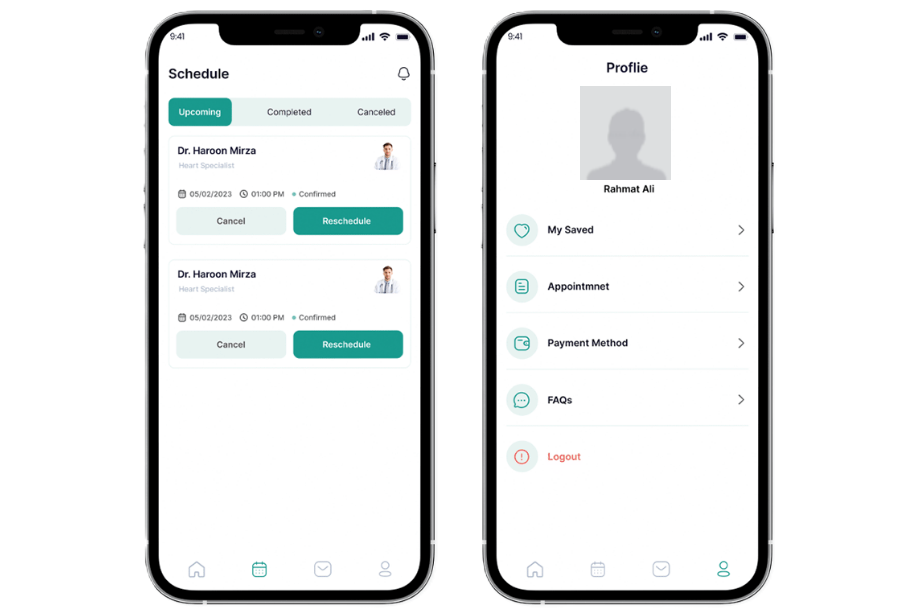 9:41
Schedule
Upcoming Completed Canceled
Dr. Haroon Mirza
Heart Specialist
05/02/2023 01:00 PM Confirmed
Cancel Reschedule
Dr. Haroon Mirza
Heart Specialist
05/02/2023 01:00 PM Confirmed
Cancel Reschedule
9:41
Proflie
Rahmat Ali
My Saved
Appointmnet
Payment Method
FAQs
Logout